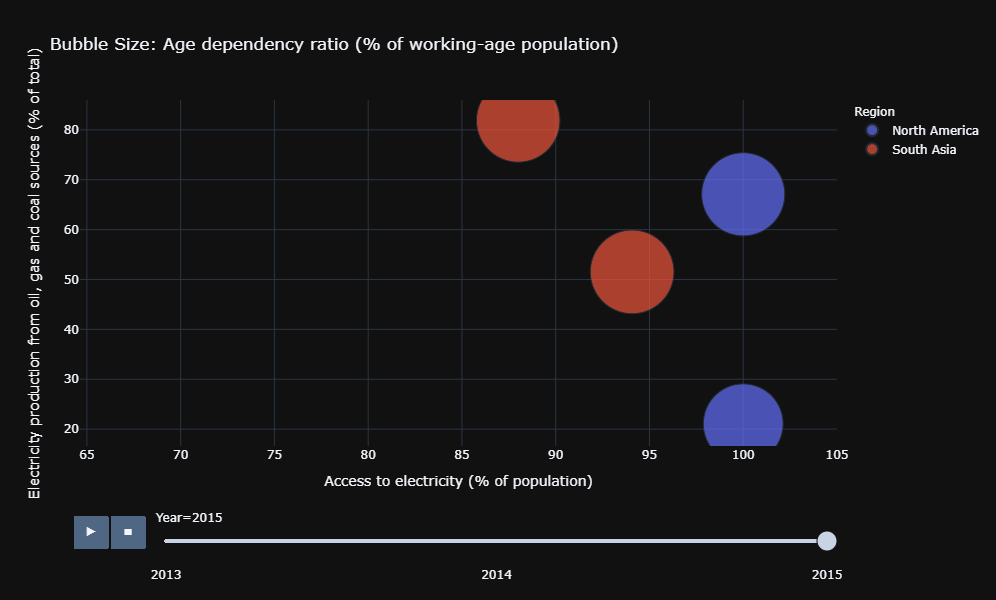 Bubble Size: Age dependency ratio (% of working-age population)
Electricity production from oil, gas and coal sources (% of total)
80
70
60
50
40
30
20
65 70 75 80 85 90 95 100 105
Access to electricity (% of population)
Region
North America
South Asia
Year=2015
2013 2014 2015